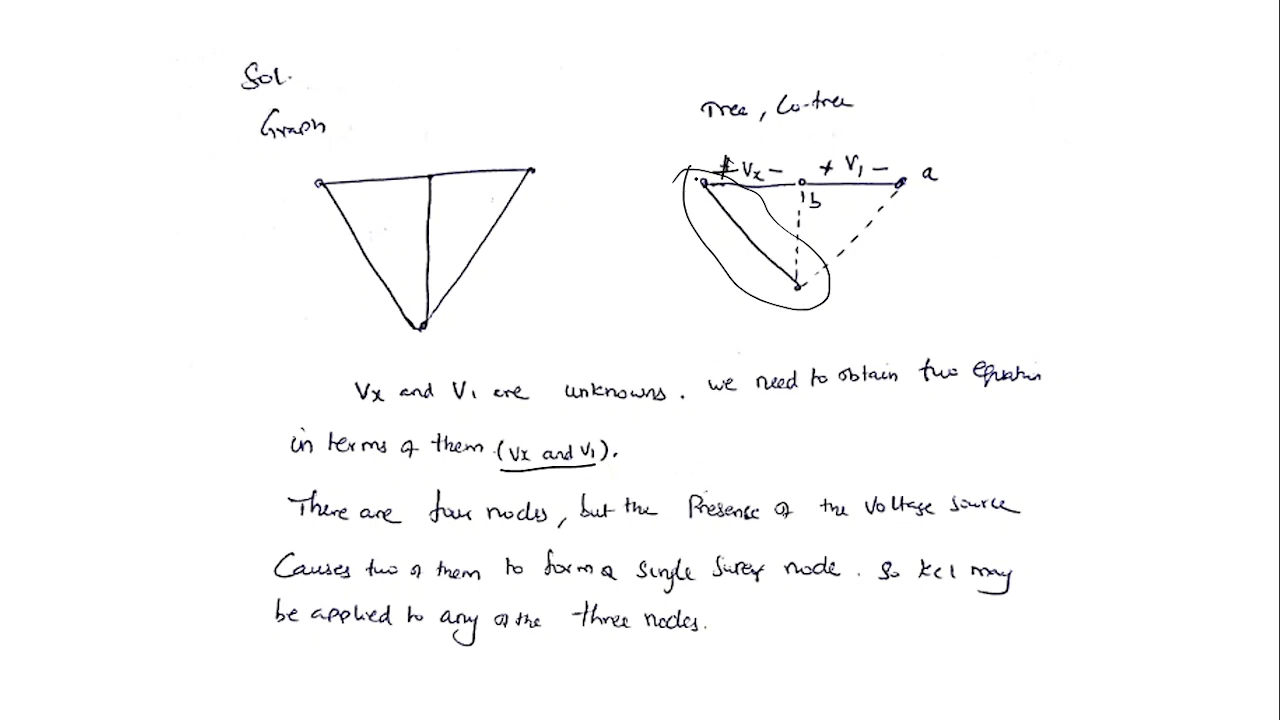 Sol.
Graph
Tree, Co-tree
+ Vx - + V1 - a
b
Vx and V1 are unknowns. we need to obtain two equation
in terms of them (Vx and V1).
There are four nodes, but the Presense of the Voltage source
Causes two of them to form a single super node. So kcl may
be applied to any of the three nodes.